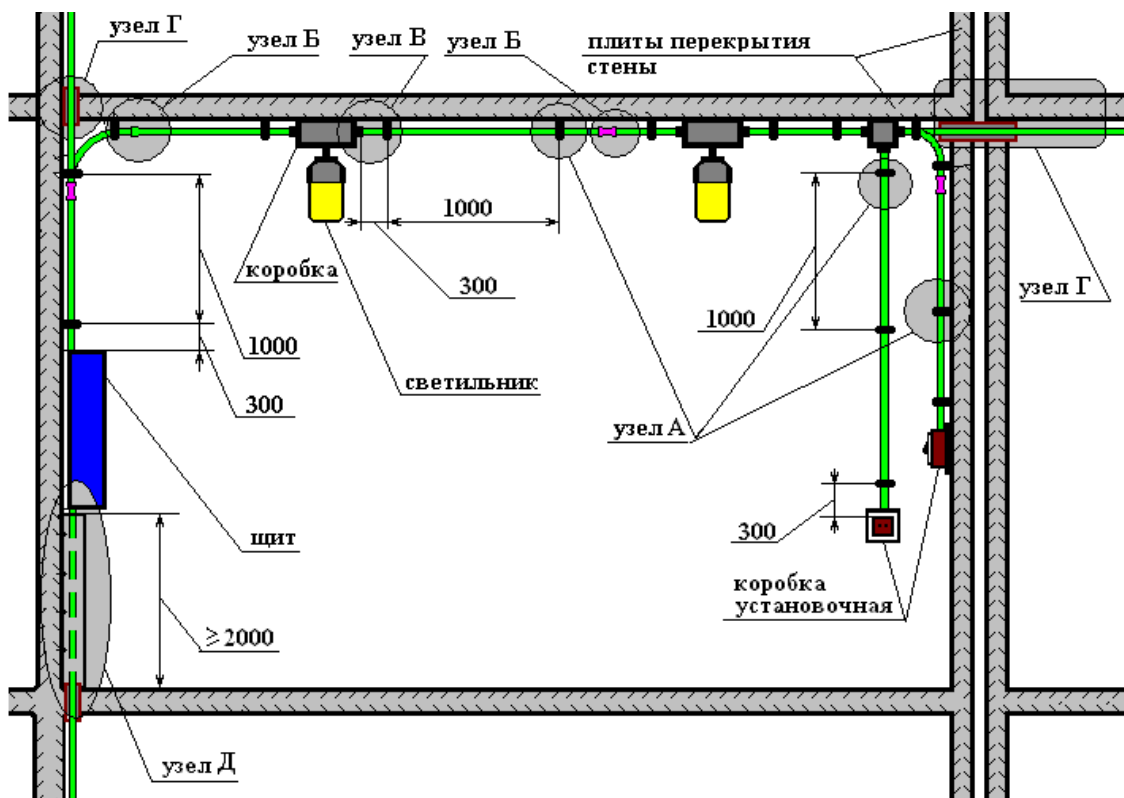 узел Г
узел Б
узел В
узел Б
плиты перекрытия
стены
1000
коробка
300
узел Г
1000
1000
светильник
300
узел А
300
щит
коробка
установочная
≥2000
узел Д